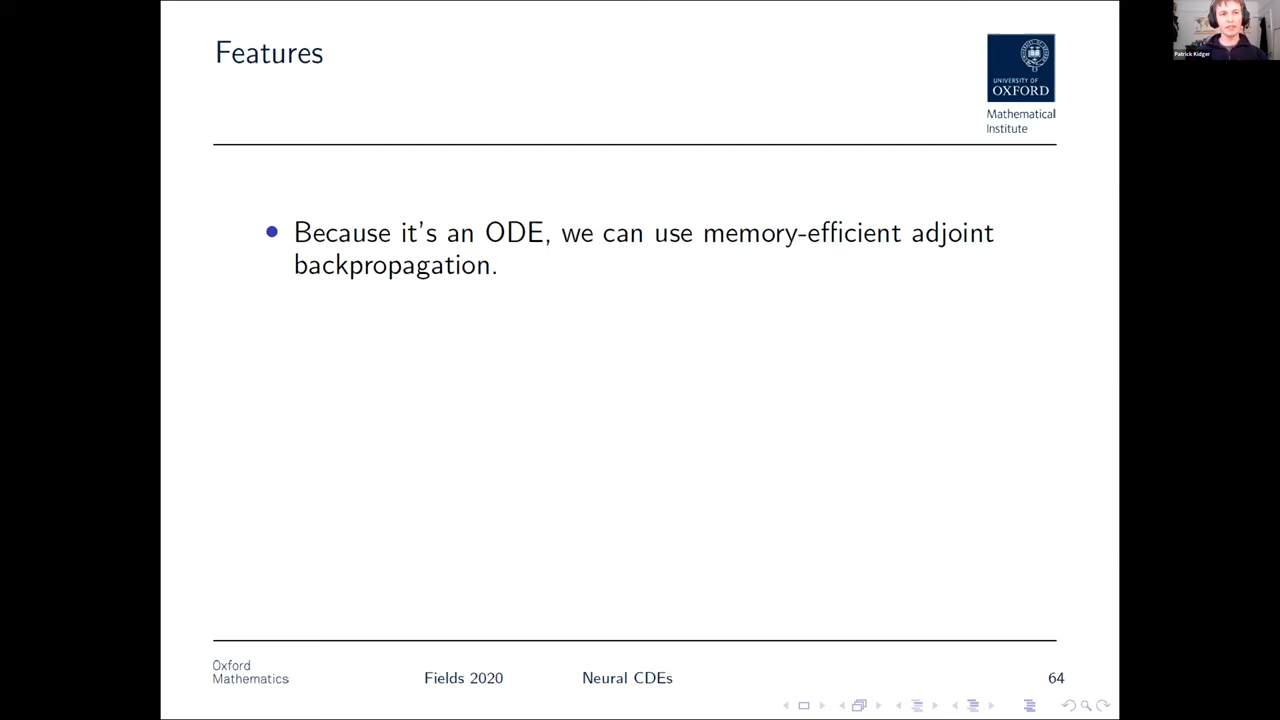 Features
UNIVERSITY OF
OXFORD
Mathematical
Institute
Patrick Kidger
• Because it's an ODE, we can use memory-efficient adjoint
backpropagation.
Oxford
Mathematics
Fields 2020
Neural CDEs
64